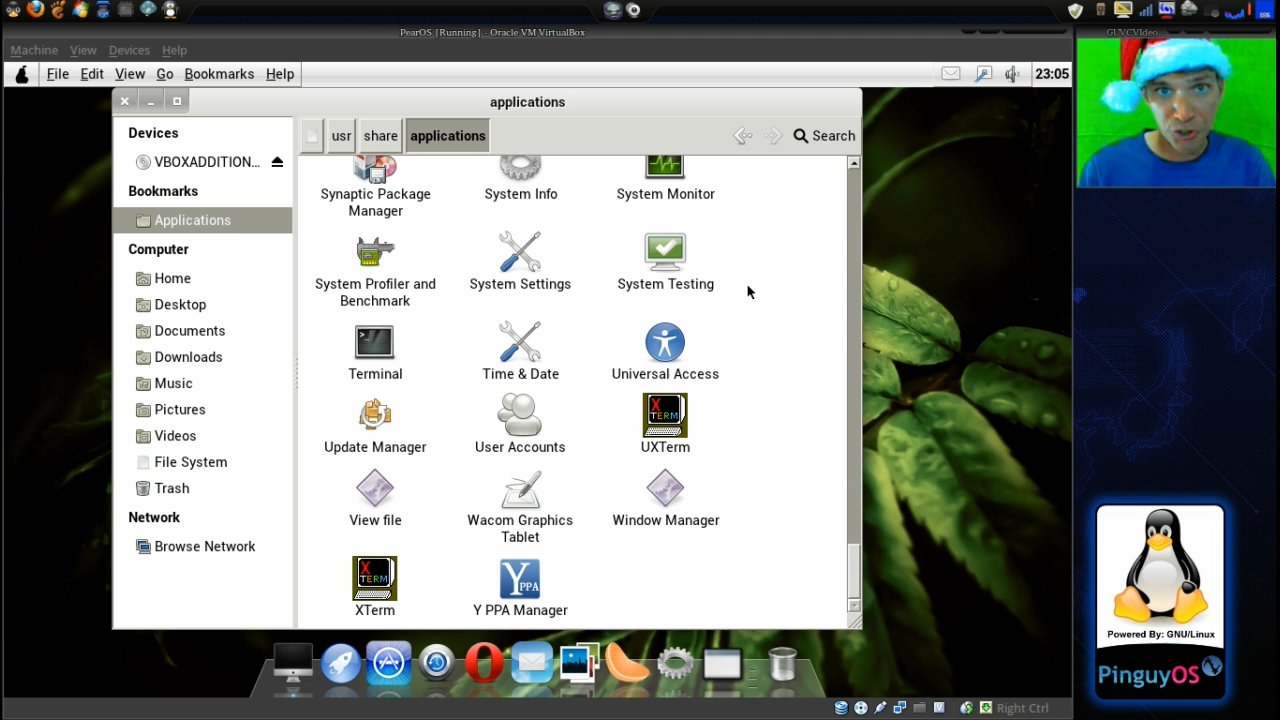 PearOS [Running] - Oracle VM VirtualBox
GUVCVideo
Machine View Devices Help
File Edit View Go Bookmarks Help
23:05
applications
usr share applications
Search
Devices
VBOXADDITION...
Bookmarks
Applications
Computer
Home
Desktop
Documents
Downloads
Music
Pictures
Videos
File System
Trash
Network
Browse Network
Synaptic Package
Manager
System Info
System Monitor
System Profiler and
Benchmark
System Settings
System Testing
>_
Terminal
Time & Date
Universal Access
Update Manager
User Accounts
X
TERM
UXTerm
View file
Wacom Graphics
Tablet
Window Manager
X
TERM
XTerm
Y PPA
Y PPA Manager
Powered By: GNU/Linux
PinguyOS
Right Ctrl